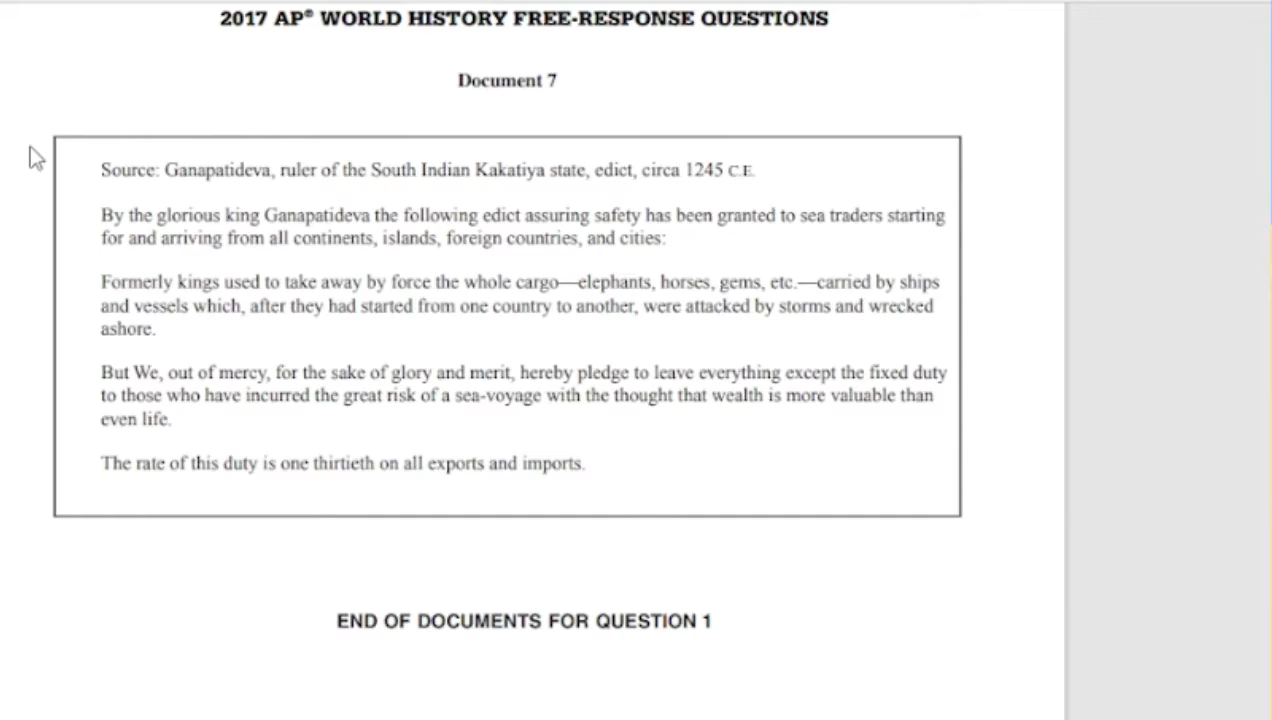 2017 AP® WORLD HISTORY FREE-RESPONSE QUESTIONS
Document 7
Source: Ganapatideva, ruler of the South Indian Kakatiya state, edict, circa 1245 C.E.
By the glorious king Ganapatideva the following edict assuring safety has been granted to sea traders starting
for and arriving from all continents, islands, foreign countries, and cities:
Formerly kings used to take away by force the whole cargo—elephants, horses, gems, etc.—carried by ships
and vessels which, after they had started from one country to another, were attacked by storms and wrecked
ashore.
But We, out of mercy, for the sake of glory and merit, hereby pledge to leave everything except the fixed duty
to those who have incurred the great risk of a sea-voyage with the thought that wealth is more valuable than
even life.
The rate of this duty is one thirtieth on all exports and imports.
END OF DOCUMENTS FOR QUESTION 1